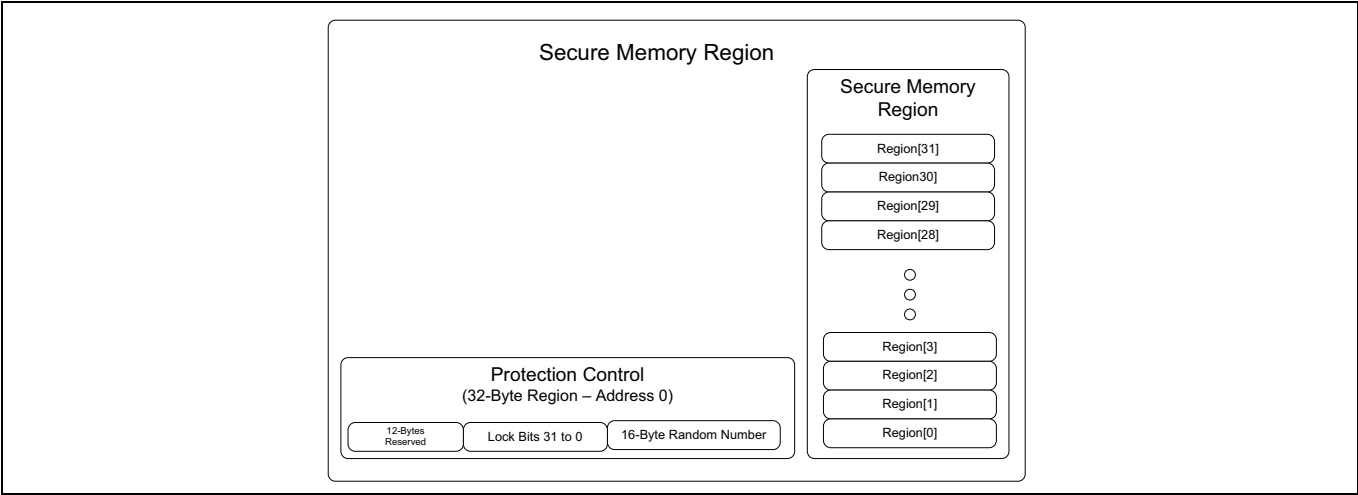 Secure Memory Region
Secure Memory
Region
Region[31]
Region30]
Region[29]
Region[28]
Region[3]
Region[2]
Region[1]
Region[0]
Protection Control
(32-Byte Region – Address 0)
12-Bytes
Reserved
Lock Bits 31 to 0
16-Byte Random Number